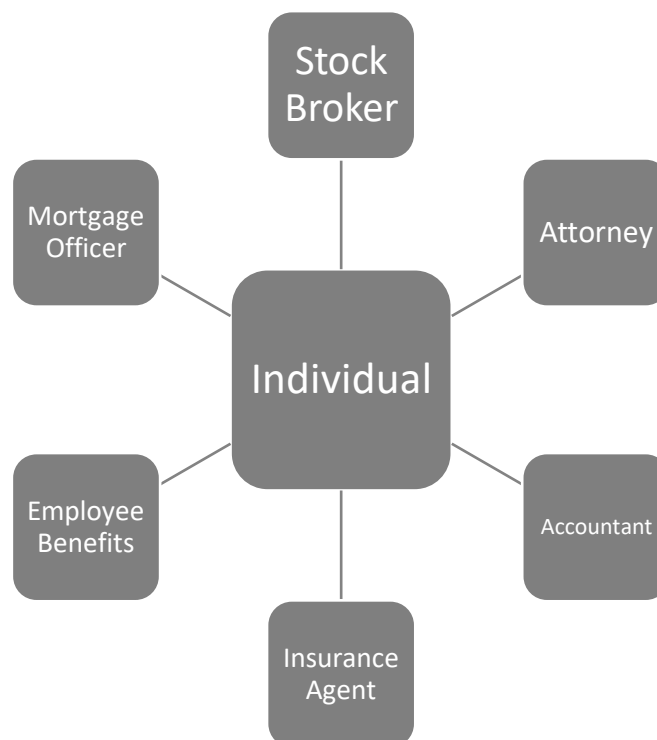 Stock
Broker
Mortgage
Officer
Attorney
Individual
Employee
Benefits
Accountant
Insurance
Agent